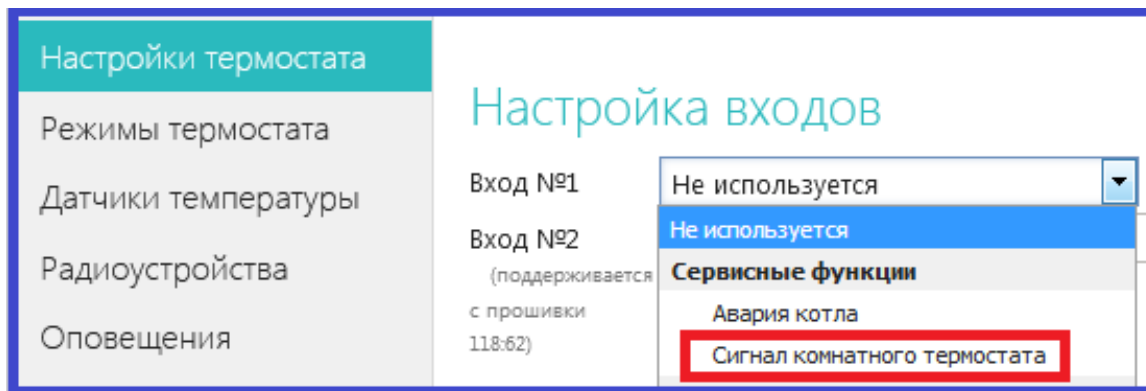 Настройки термостата
Режимы термостата
Датчики температуры
Радиоустройства
Оповещения
Настройка входов
Вход №1
Не используется
Вход №2
(поддерживается
с прошивки
118:62)
Не используется
Сервисные функции
Авария котла
Сигнал комнатного термостата